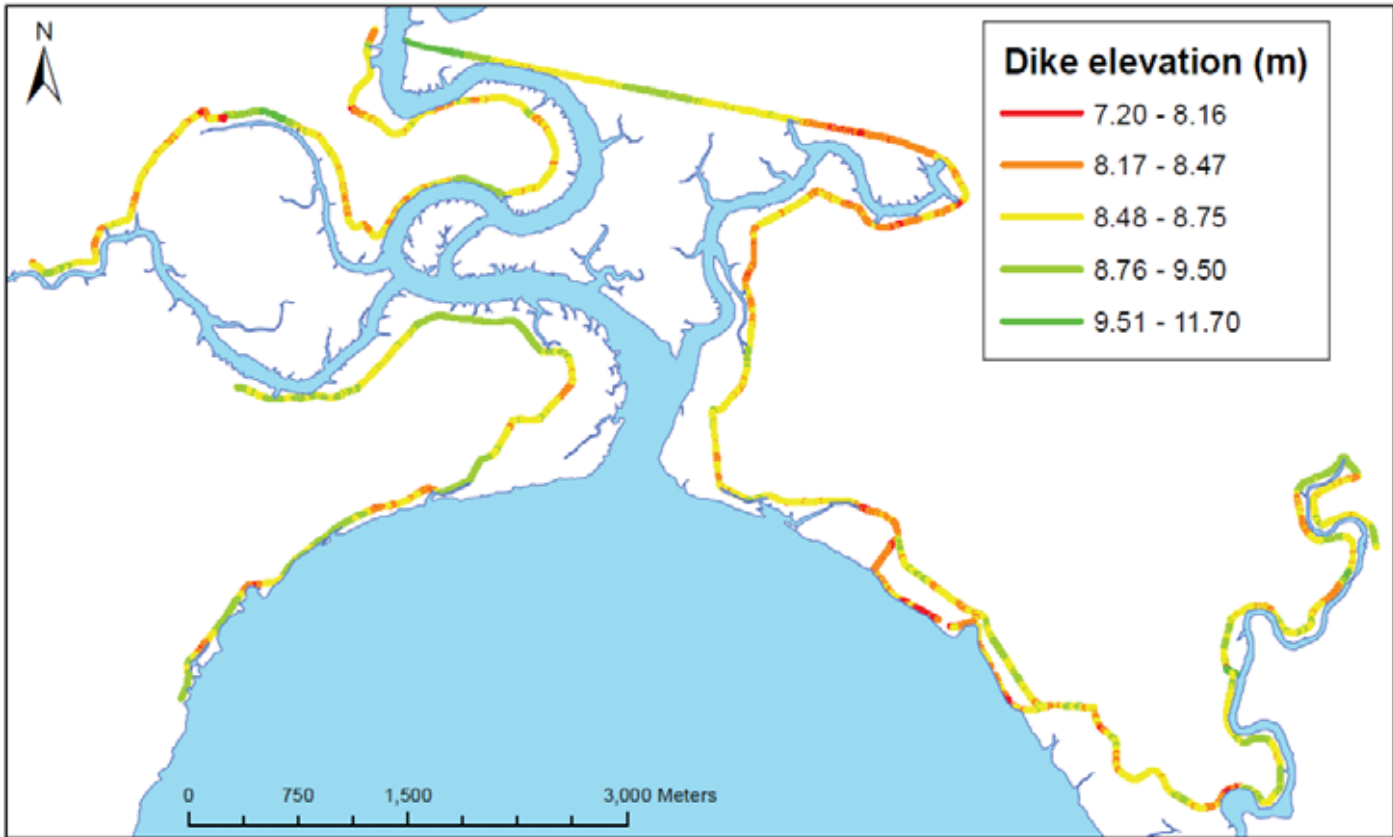 N
Dike elevation (m)
7.20 - 8.16
8.17 - 8.47
8.48 - 8.75
8.76 - 9.50
9.51 - 11.70
0 750 1,500 3,000 Meters